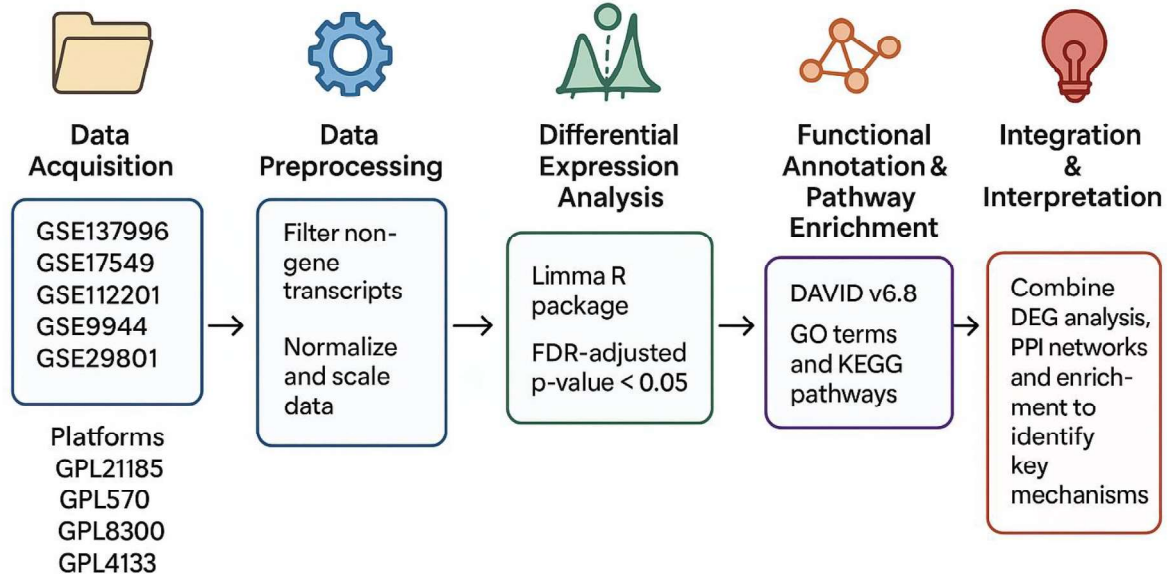 Data
Acquisition
GSE137996
GSE17549
GSE112201
GSE9944
GSE29801
Platforms
GPL21185
GPL570
GPL8300
GPL4133
Data
Preprocessing
Filter non-
gene
transcripts
Normalize
and scale
data
Differential
Expression
Analysis
Limma R
package
FDR-adjusted
p-value < 0.05
Functional
Annotation &
Pathway
Enrichment
DAVID v6.8
GO terms
and KEGG
pathways
Integration
&
Interpretation
Combine
DEG analysis,
PPI networks
and enrich-
ment to
identify
key
mechanisms